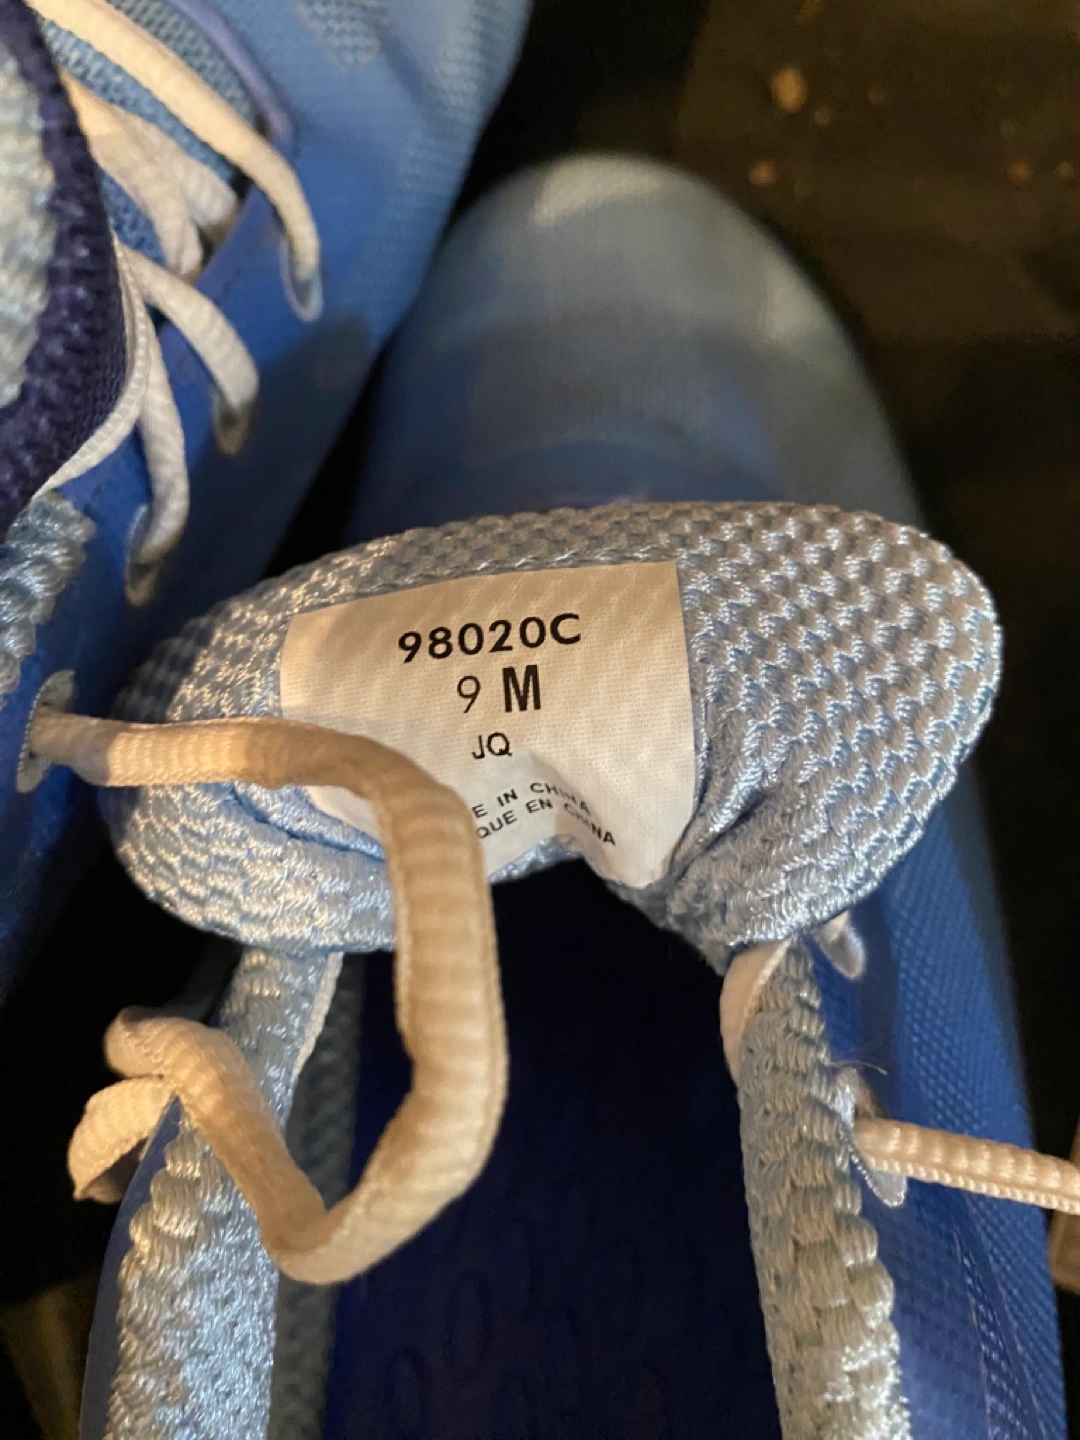 98020C
9 M
JQ
E IN CHINA
QUE EN CHINA